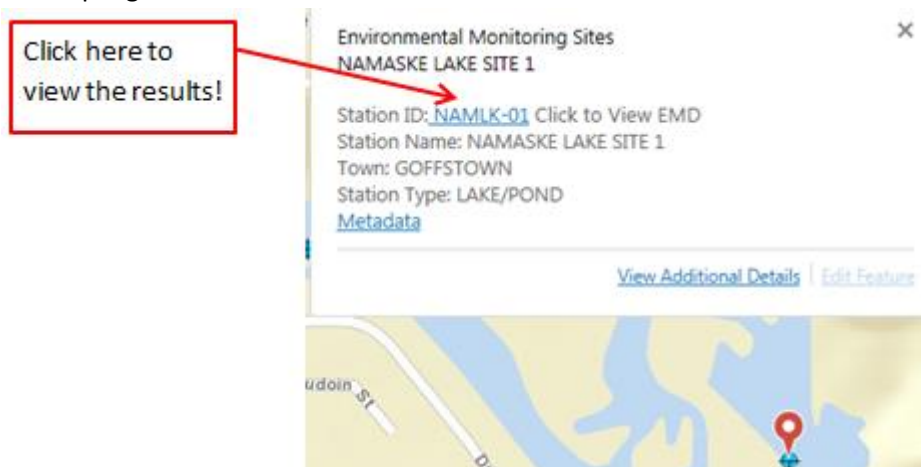 Click here to
view the results!
Environmental Monitoring Sites
NAMASKE LAKE SITE 1
Station ID: NAMLK-01 Click to View EMD
Station Name: NAMASKE LAKE SITE 1
Town: GOFFSTOWN
Station Type: LAKE/POND
Metadata
View Additional Details | Edit Feature
udoin St